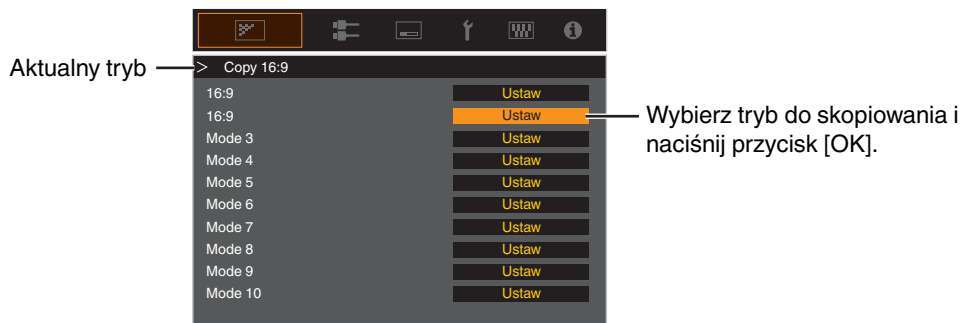 Aktualny tryb
> Copy 16:9
16:9 Ustaw
16:9 Ustaw
Mode 3 Ustaw
Mode 4 Ustaw
Mode 5 Ustaw
Mode 6 Ustaw
Mode 7 Ustaw
Mode 8 Ustaw
Mode 9 Ustaw
Mode 10 Ustaw
Wybierz tryb do skopiowania i
naciśnij przycisk [OK].